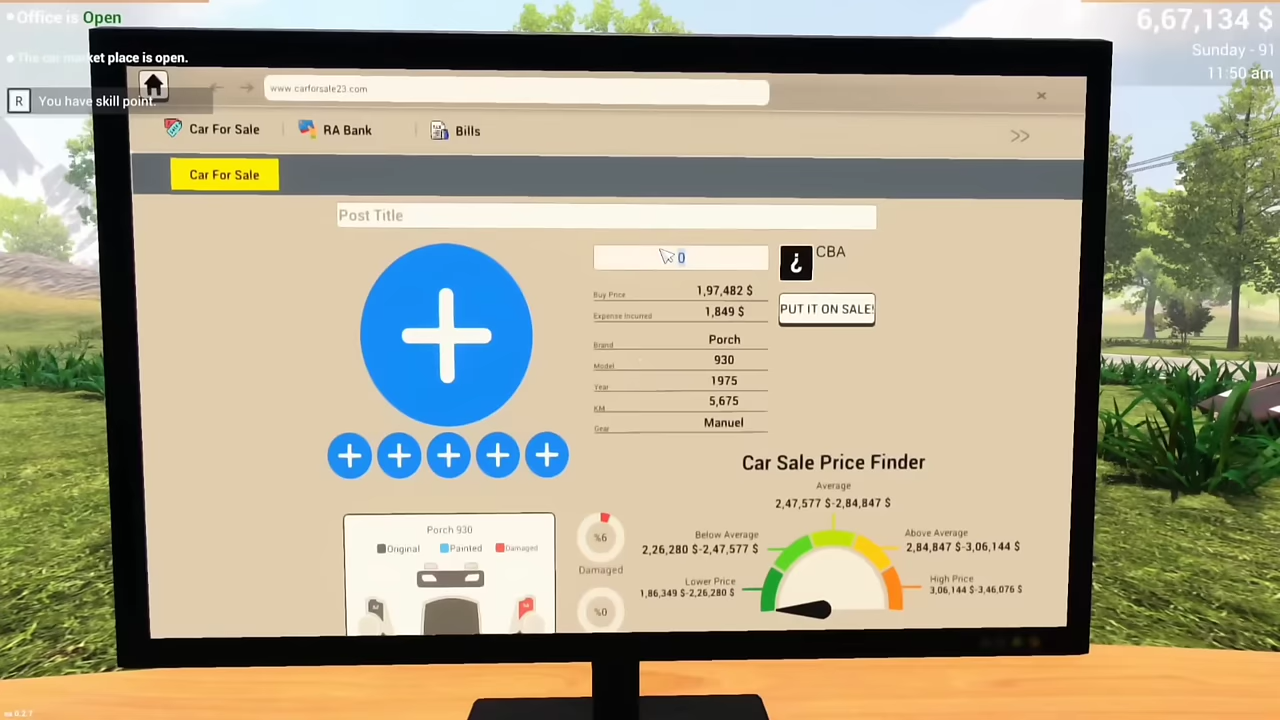 Office is Open
The car market place is open.
R You have skill point.
6,67,134 $
Sunday - 91
11:50 am
www.carforsale23.com
×
Car For Sale
RA Bank
Bills
>>
Car For Sale
Post Title
0
¿
CBA
PUT IT ON SALE!
Buy Price 1,97,482 $
Expense Incurred 1,849 $
Brand Porch
Model 930
Year 1975
KM 5,675
Gear Manuel
Car Sale Price Finder
Average
2,47,577 $-2,84,847 $
Below Average
2,26,280 $-2,47,577 $
Above Average
2,84,847 $-3,06,144 $
Lower Price
1,86,349 $-2,26,280 $
High Price
3,06,144 $-3,46,076 $
Porch 930
Original Painted Damaged
%6
Damaged
%0